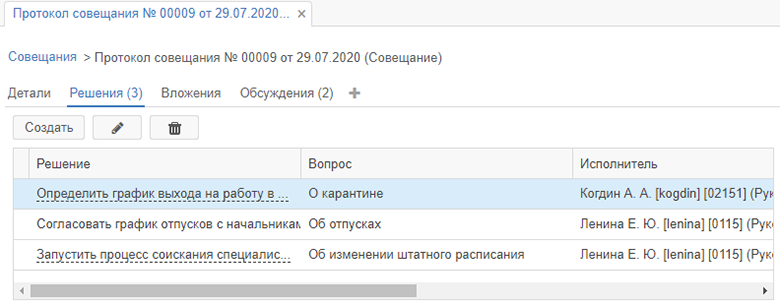 Протокол совещания № 00009 от 29.07.2020... ×
Совещания > Протокол совещания № 00009 от 29.07.2020 (Совещание)
Детали Решения (3) Вложения Обсуждения (2) +
Создать
Решение Вопрос Исполнитель
Определить график выхода на работу в ... О карантине Когдин А. А. [kogdin] [02151] (Рук
Согласовать график отпусков с начальникам Об отпусках Ленина Е. Ю. [lenina] [0115] (Рук
Запустить процесс соискания специалис... Об изменении штатного расписания Ленина Е. Ю. [lenina] [0115] (Рук